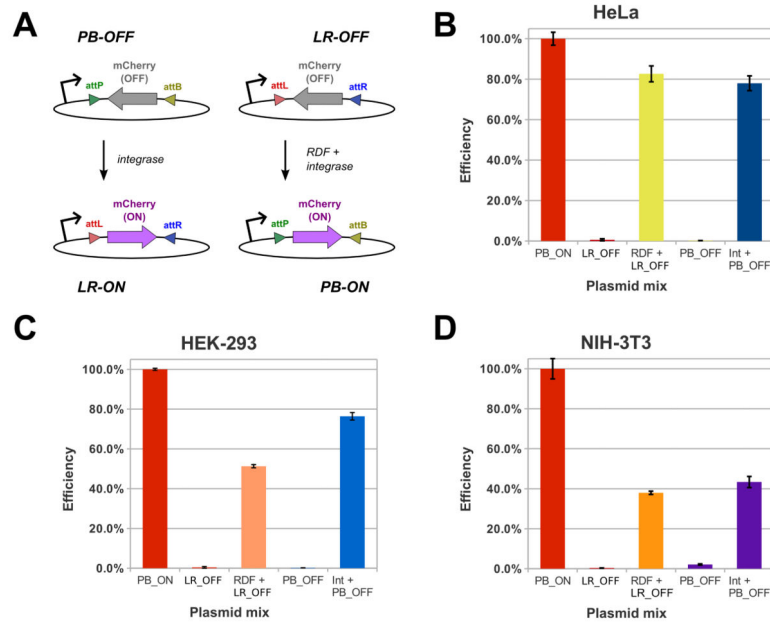 A
PB-OFF
LR-OFF
mCherry
(OFF)
attP
attB
mCherry
(OFF)
attL
attR
integrase
RDF +
integrase
mCherry
(ON)
attL
attR
mCherry
(ON)
attP
attB
LR-ON
PB-ON
B
HeLa
Efficiency
100.0%
80.0%
60.0%
40.0%
20.0%
0.0%
PB_ON
LR_OFF
RDF +
LR_OFF
PB_OFF
Int +
PB_OFF
Plasmid mix
C
HEK-293
Efficiency
100.0%
80.0%
60.0%
40.0%
20.0%
0.0%
PB_ON
LR_OFF
RDF +
LR_OFF
PB_OFF
Int +
PB_OFF
Plasmid mix
D
NIH-3T3
Efficiency
100.0%
80.0%
60.0%
40.0%
20.0%
0.0%
PB_ON
LR_OFF
RDF +
LR_OFF
PB_OFF
Int +
PB_OFF
Plasmid mix